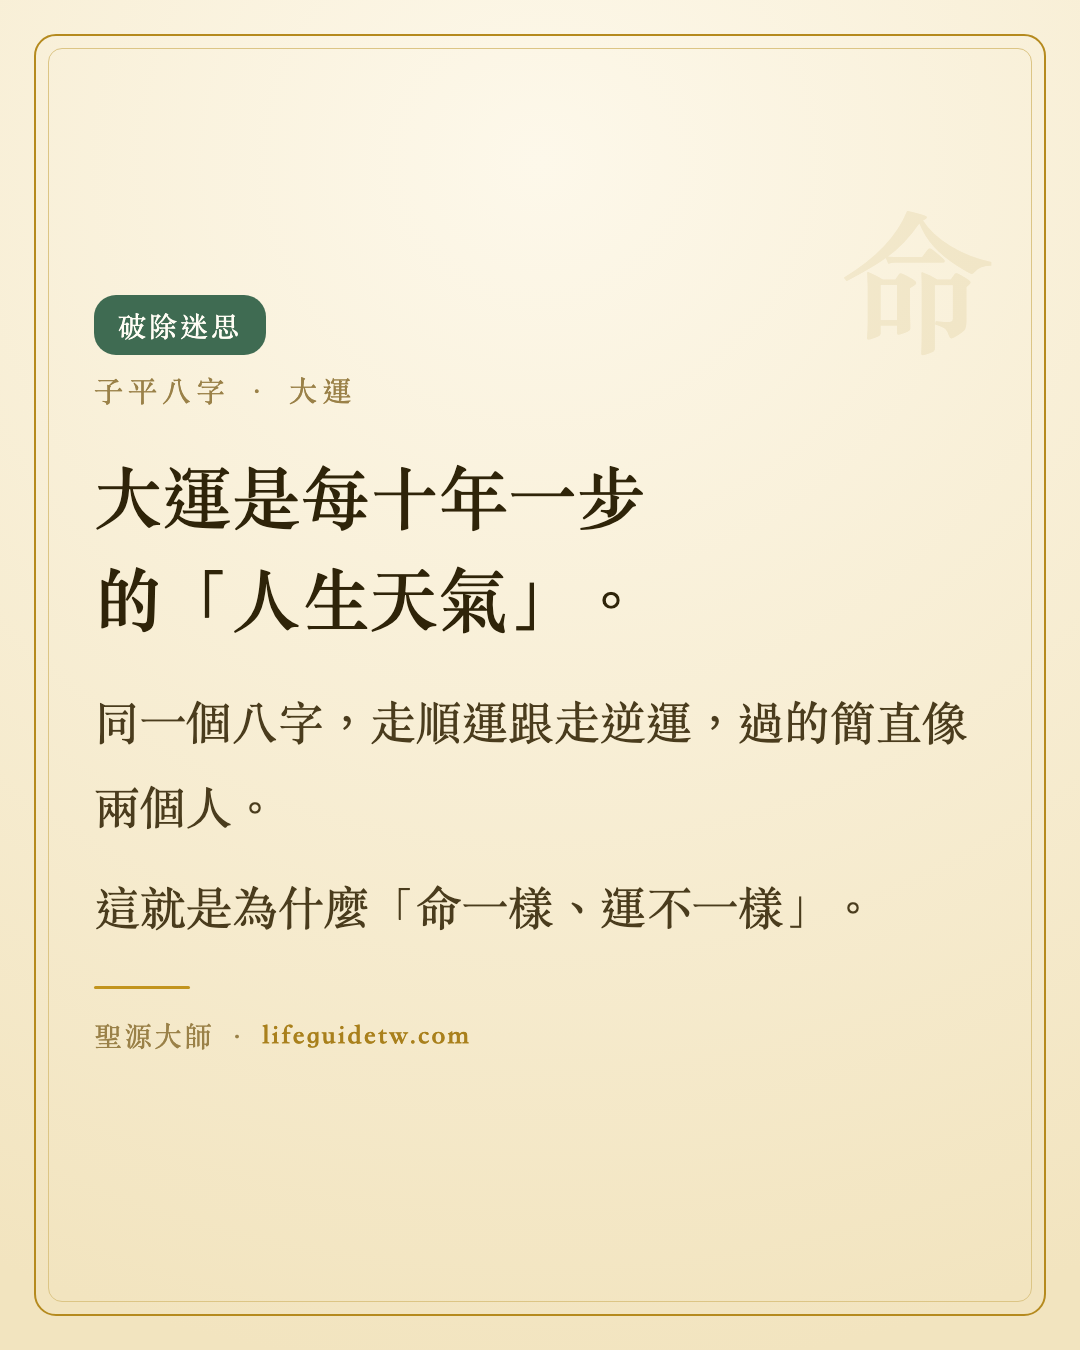 命
破除迷思
子平八字 · 大運
大運是每十年一步
的「人生天氣」。
同一個八字，走順運跟走逆運，過的簡直像
兩個人。
這就是為什麼「命一樣、運不一樣」。
聖源大師 · lifeguidetw.com